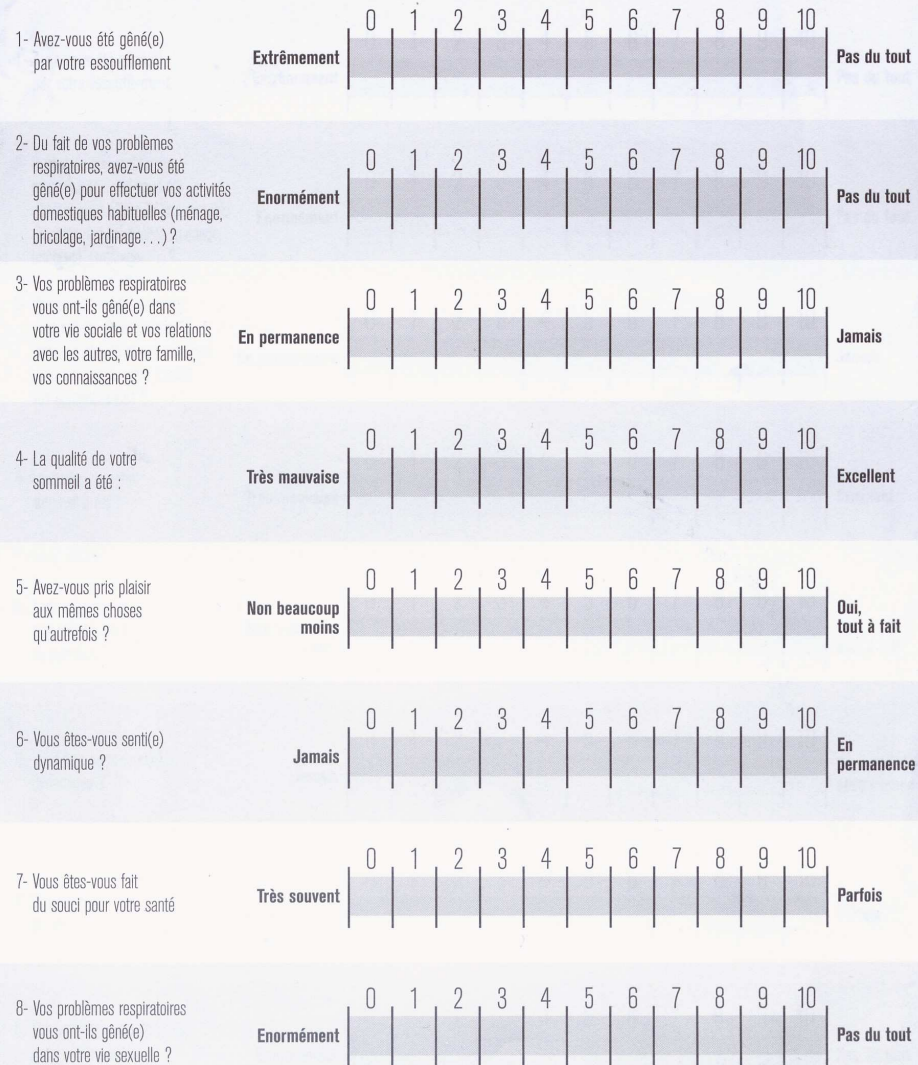 0 1 2 3 4 5 6 7 8 9 10
1- Avez-vous été gêné(e)
par votre essoufflement
Extrêmement
Pas du tout
0 1 2 3 4 5 6 7 8 9 10
2- Du fait de vos problèmes
respiratoires, avez-vous été
gêné(e) pour effectuer vos activités
domestiques habituelles (ménage,
bricolage, jardinage...) ?
Enormément
Pas du tout
0 1 2 3 4 5 6 7 8 9 10
3- Vos problèmes respiratoires
vous ont-ils gêné(e) dans
votre vie sociale et vos relations
avec les autres, votre famille,
vos connaissances ?
En permanence
Jamais
0 1 2 3 4 5 6 7 8 9 10
4- La qualité de votre
sommeil a été :
Très mauvaise
Excellent
0 1 2 3 4 5 6 7 8 9 10
5- Avez-vous pris plaisir
aux mêmes choses
qu'autrefois ?
Non beaucoup
moins
Oui,
tout à fait
0 1 2 3 4 5 6 7 8 9 10
6- Vous êtes-vous senti(e)
dynamique ?
Jamais
En
permanence
0 1 2 3 4 5 6 7 8 9 10
7- Vous êtes-vous fait
du souci pour votre santé
Très souvent
Parfois
0 1 2 3 4 5 6 7 8 9 10
8- Vos problèmes respiratoires
vous ont-ils gêné(e)
dans votre vie sexuelle ?
Enormément
Pas du tout